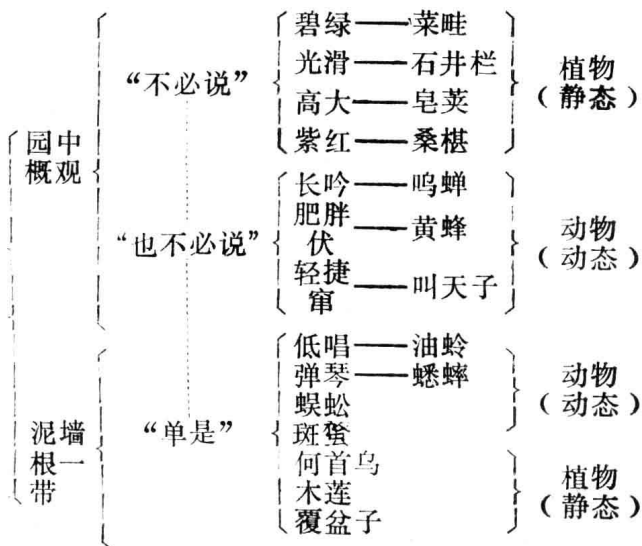 碧绿——菜畦
光滑——石井栏
“不必说”
高大——皂荚
紫红——桑椹
植物
（静态）
园中
概观
长吟——鸣蝉
肥胖
伏——黄蜂
“也不必说”
轻捷
窜——叫天子
动物
（动态）
低唱——油蛉
弹琴——蟋蟀
蜈蚣
斑蝥
动物
（动态）
泥墙
根一
带
“单是”
何首乌
木莲
覆盆子
植物
（静态）